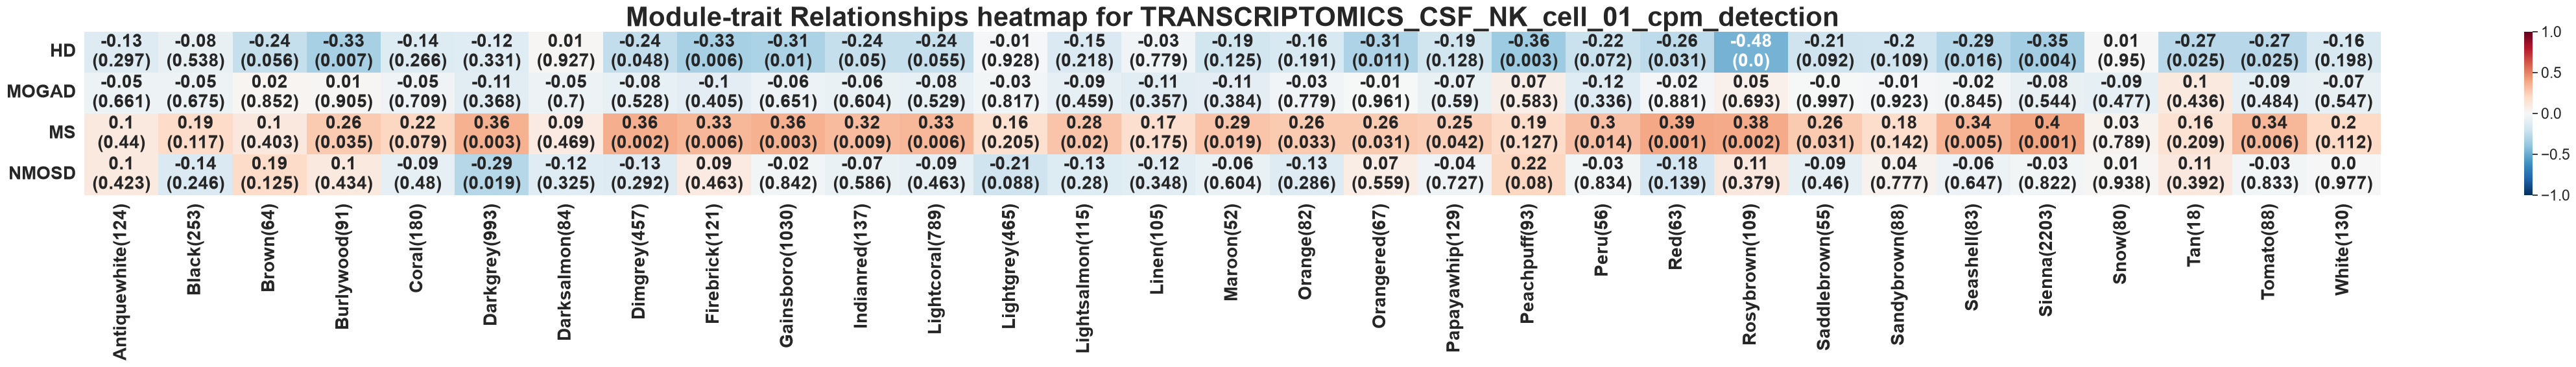 Module-trait Relationships heatmap for TRANSCRIPTOMICS_CSF_NK_cell_01_cpm_detection
HD -0.13 -0.08 -0.24 -0.33 -0.14 -0.12 0.01 -0.24 -0.33 -0.31 -0.24 -0.24 -0.01 -0.15 -0.03 -0.19 -0.16 -0.31 -0.19 -0.36 -0.22 -0.26 -0.48 -0.21 -0.2 -0.29 -0.35 0.01 -0.27 -0.27 -0.16
(0.297) (0.538) (0.056) (0.007) (0.266) (0.331) (0.927) (0.048) (0.006) (0.01) (0.05) (0.055) (0.928) (0.218) (0.779) (0.125) (0.191) (0.011) (0.128) (0.003) (0.072) (0.031) (0.0) (0.092) (0.109) (0.016) (0.004) (0.95) (0.025) (0.025) (0.198)
MOGAD -0.05 -0.05 0.02 0.01 -0.05 -0.11 -0.05 -0.08 -0.1 -0.06 -0.06 -0.08 -0.03 -0.09 -0.11 -0.11 -0.03 -0.01 -0.07 0.07 -0.12 -0.02 0.05 -0.0 -0.01 -0.02 -0.08 -0.09 0.1 -0.09 -0.07
(0.661) (0.675) (0.852) (0.905) (0.709) (0.368) (0.7) (0.528) (0.405) (0.651) (0.604) (0.529) (0.817) (0.459) (0.357) (0.384) (0.779) (0.961) (0.59) (0.583) (0.336) (0.881) (0.693) (0.997) (0.923) (0.845) (0.544) (0.477) (0.436) (0.484) (0.547)
MS 0.1 0.19 0.1 0.26 0.22 0.36 0.09 0.36 0.33 0.36 0.32 0.33 0.16 0.28 0.17 0.29 0.26 0.26 0.25 0.19 0.3 0.39 0.38 0.26 0.18 0.34 0.4 0.03 0.16 0.34 0.2
(0.44) (0.117) (0.403) (0.035) (0.079) (0.003) (0.469) (0.002) (0.006) (0.003) (0.009) (0.006) (0.205) (0.02) (0.175) (0.019) (0.033) (0.031) (0.042) (0.127) (0.014) (0.001) (0.002) (0.031) (0.142) (0.005) (0.001) (0.789) (0.209) (0.006) (0.112)
NMOSD 0.1 -0.14 0.19 0.1 -0.09 -0.29 -0.12 -0.13 0.09 -0.02 -0.07 -0.09 -0.21 -0.13 -0.12 -0.06 -0.13 0.07 -0.04 0.22 -0.03 -0.18 0.11 -0.09 0.04 -0.06 -0.03 0.01 0.11 -0.03 0.0
(0.423) (0.246) (0.125) (0.434) (0.48) (0.019) (0.325) (0.292) (0.463) (0.842) (0.586) (0.463) (0.088) (0.28) (0.348) (0.604) (0.286) (0.559) (0.727) (0.08) (0.834) (0.139) (0.379) (0.46) (0.777) (0.647) (0.822) (0.938) (0.392) (0.833) (0.977)
Antiquewhite(124)
Black(253)
Brown(64)
Burlywood(91)
Coral(180)
Darkgrey(993)
Darksalmon(84)
Dimgrey(457)
Firebrick(121)
Gainsboro(1030)
Indianred(137)
Lightcoral(789)
Lightgrey(465)
Lightsalmon(115)
Linen(105)
Maroon(52)
Orange(82)
Orangered(67)
Papayawhip(129)
Peachpuff(93)
Peru(56)
Red(63)
Rosybrown(109)
Saddlebrown(55)
Sandybrown(88)
Seashell(83)
Sienna(2203)
Snow(80)
Tan(18)
Tomato(88)
White(130)
1.0
0.5
0.0
−0.5
−1.0